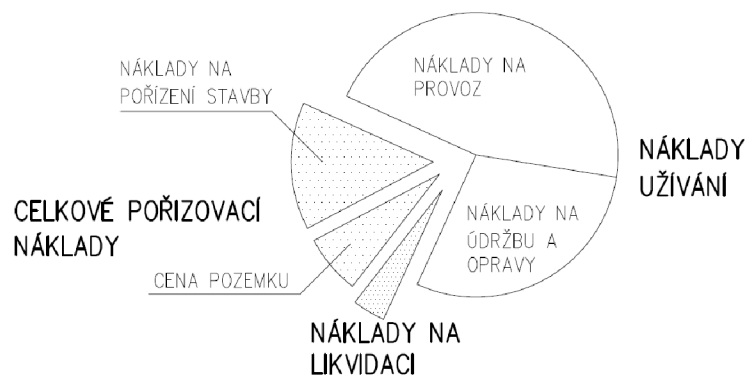 NÁKLADY NA
POŘÍZENÍ STAVBY
NÁKLADY NA
PROVOZ
NÁKLADY
UŽÍVÁNÍ
CELKOVÉ POŘIZOVACÍ
NÁKLADY
NÁKLADY NA
ÚDRŽBU A
OPRAVY
CENA POZEMKU
NÁKLADY NA
LIKVIDACI